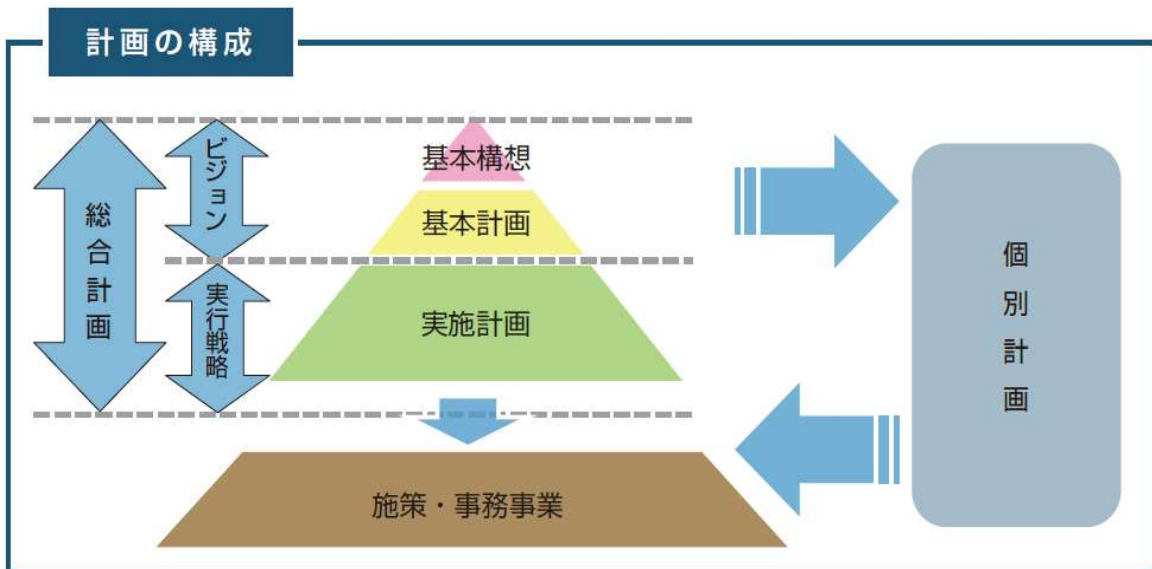 計画の構成
総合計画
ビジョン
実行戦略
基本構想
基本計画
実施計画
施策・事務事業
個別計画